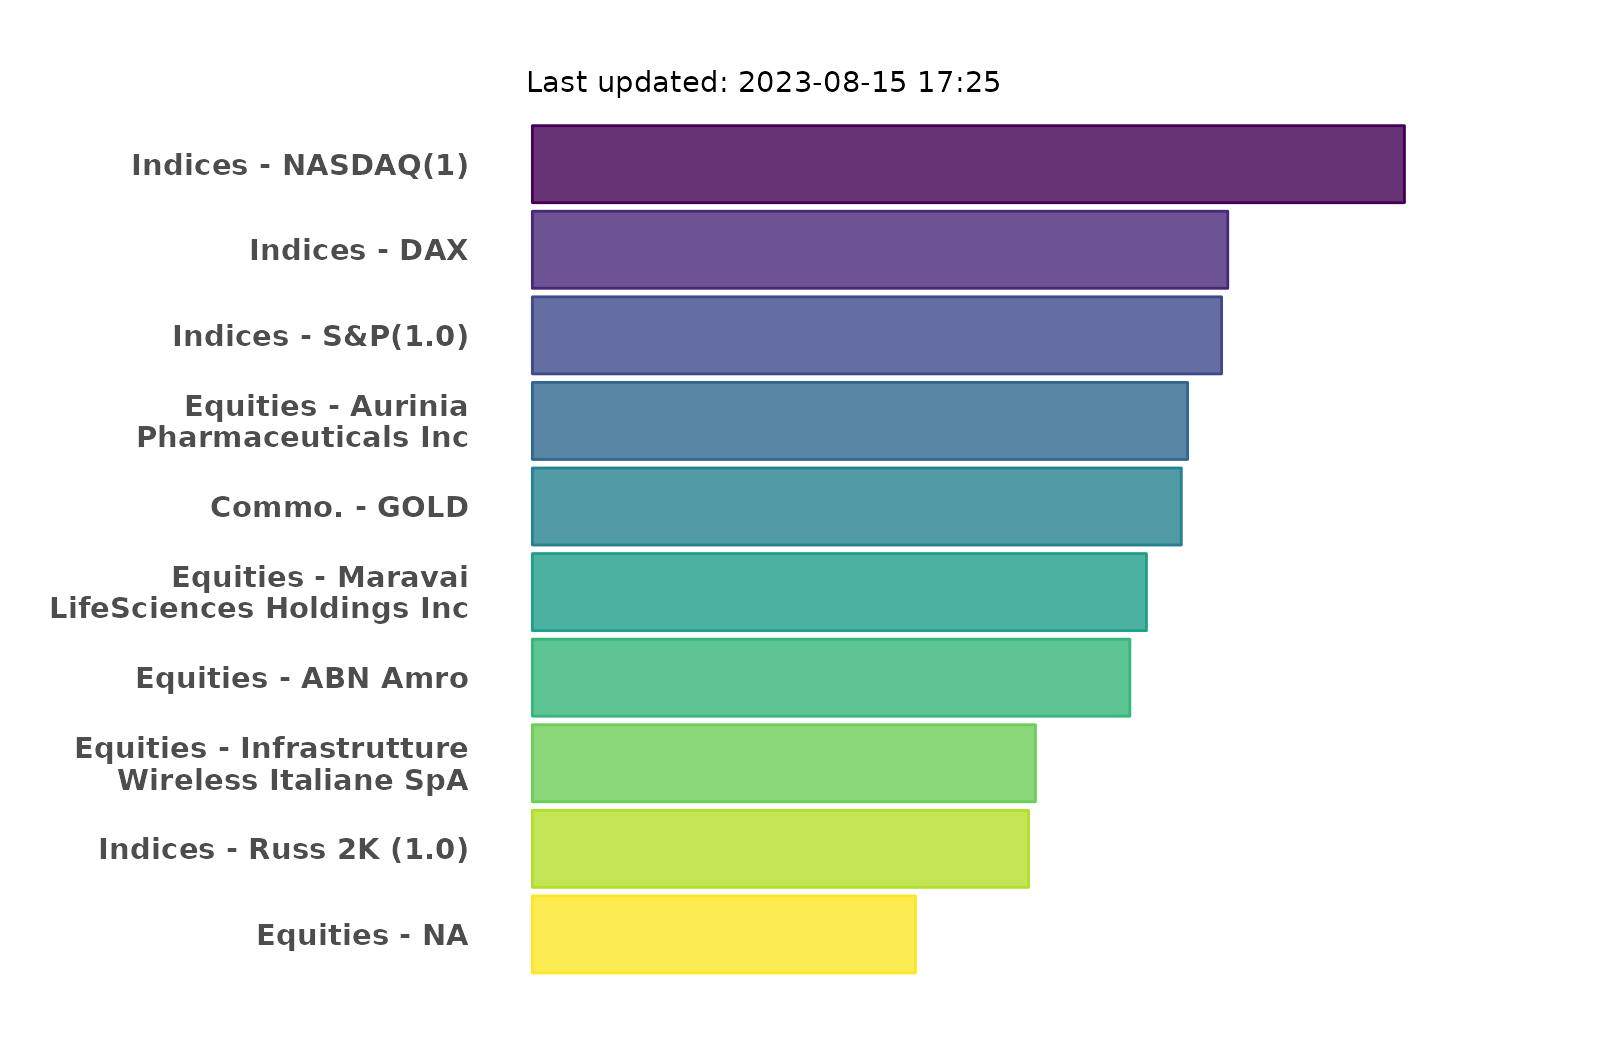 Last updated: 2023-08-15 17:25
Indices - NASDAQ(1)
Indices - DAX
Indices - S&P(1.0)
Equities - Aurinia
Pharmaceuticals Inc
Commo. - GOLD
Equities - Maravai
LifeSciences Holdings Inc
Equities - ABN Amro
Equities - Infrastrutture
Wireless Italiane SpA
Indices - Russ 2K (1.0)
Equities - NA